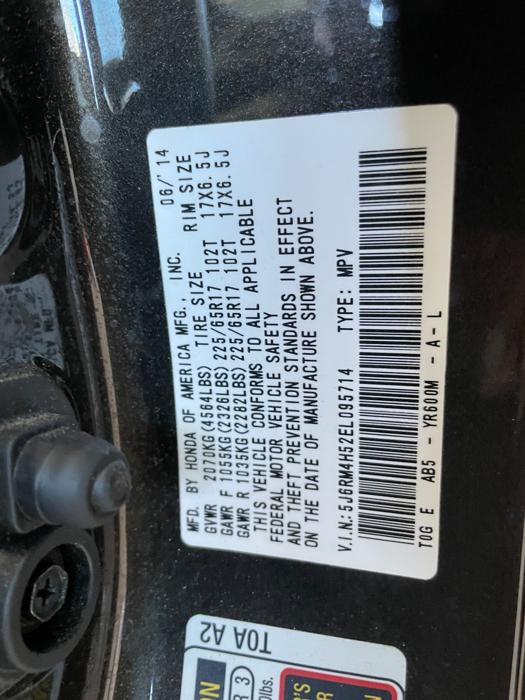 MFD. BY HONDA OF AMERICA MFG., INC. 06/'14
GVWR 2070KG(4564LBS) TIRE SIZE RIM SIZE
GAWR F 1055KG(2326LBS) 225/65R17 102T 17X6.5J
GAWR R 1035KG(2282LBS) 225/65R17 102T 17X6.5J
THIS VEHICLE CONFORMS TO ALL APPLICABLE
FEDERAL MOTOR VEHICLE SAFETY
AND THEFT PREVENTION STANDARDS IN EFFECT
ON THE DATE OF MANUFACTURE SHOWN ABOVE.
V.I.N.:5J6RM4H52EL095714 TYPE: MPV
T0G E AB5 - YR600M - A - L
T0A A2
R 3
0lbs.